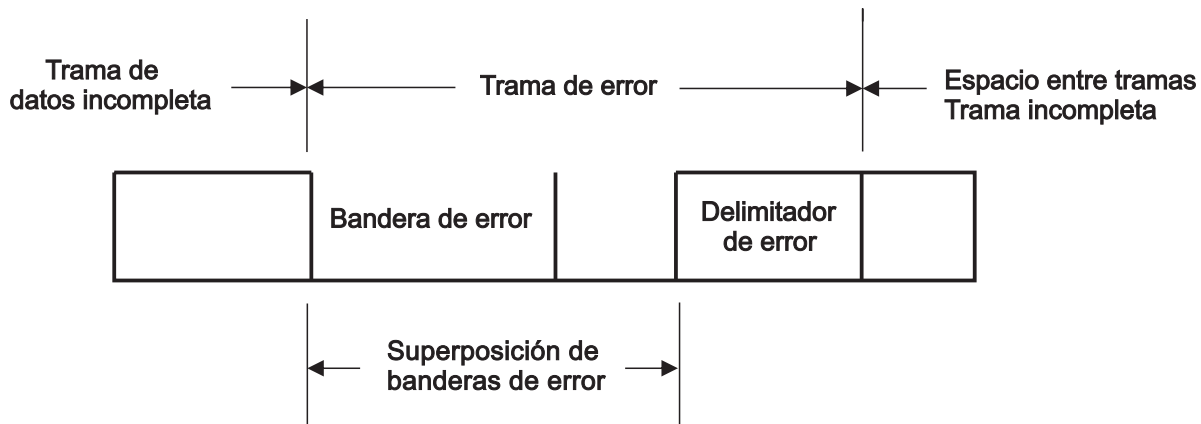 Trama de
datos incompleta
Trama de error
Espacio entre tramas
Trama incompleta
Bandera de error
Delimitador
de error
Superposición de
banderas de error